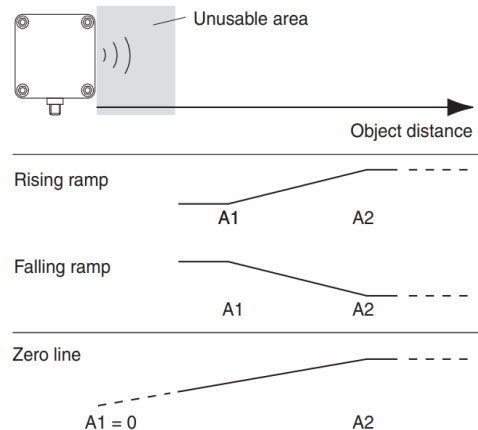 Unusable area
Object distance
Rising ramp
A1 A2
Falling ramp
A1 A2
Zero line
A1 = 0 A2